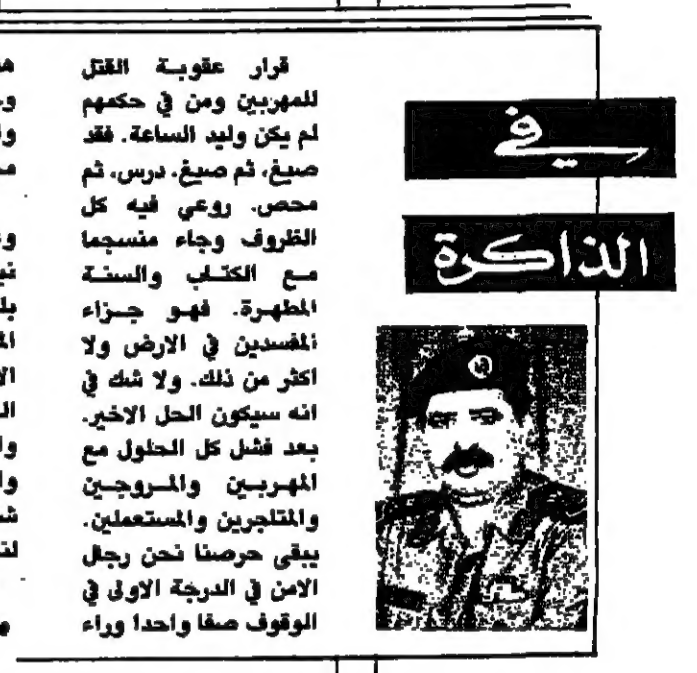 في
الذاكرة
قرار عقوبة القتل
للمهربين ومن في حكمهم
لم يكن وليد الساعة. فقد
صيغ، ثم صيغ. درس، ثم
محص. روعي فيه كل
الظروف وجاء منسجما
مع الكتاب والسنة
المطهرة. فهو جزاء
المفسدين في الارض ولا
اكثر من ذلك. ولا شك في
انه سيكون الحل الاخير.
بعد فشل كل الحلول مع
المهربين والمروجين
والمتاجرين والمستعملين.
يبقى حرصنا نحن رجال
الامن في الدرجة الاولى في
الوقوف صفا واحدا وراء